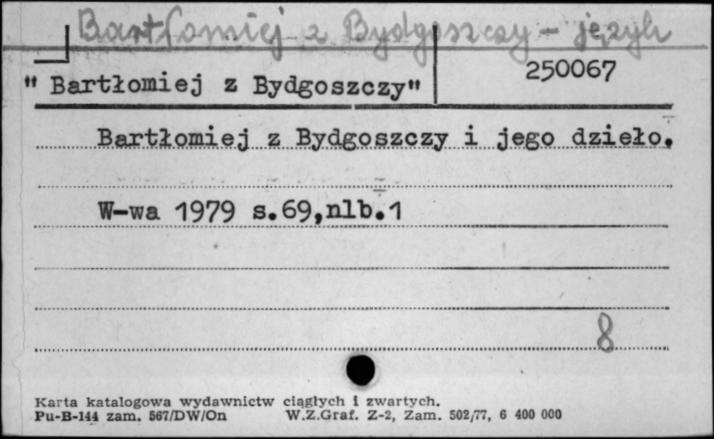 Bartłomiej z Bydgoszczy – język
"Bartłomiej z Bydgoszczy" 250067
Bartłomiej z Bydgoszczy i jego dzieło.
W-wa 1979 s.69,nlb.1
8
Karta katalogowa wydawnictw ciągłych i zwartych.
Pu-B-144 zam. 567/DW/On W.Z.Graf. Z-2, Zam. 502/77, 6 400 000